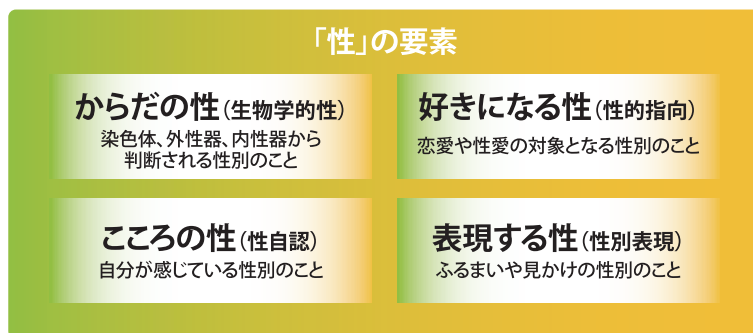 「性」の要素
からだの性（生物学的性）
染色体、外性器、内性器から
判断される性別のこと
好きになる性（性的指向）
恋愛や性愛の対象となる性別のこと
こころの性（性自認）
自分が感じている性別のこと
表現する性（性別表現）
ふるまいや見かけの性別のこと